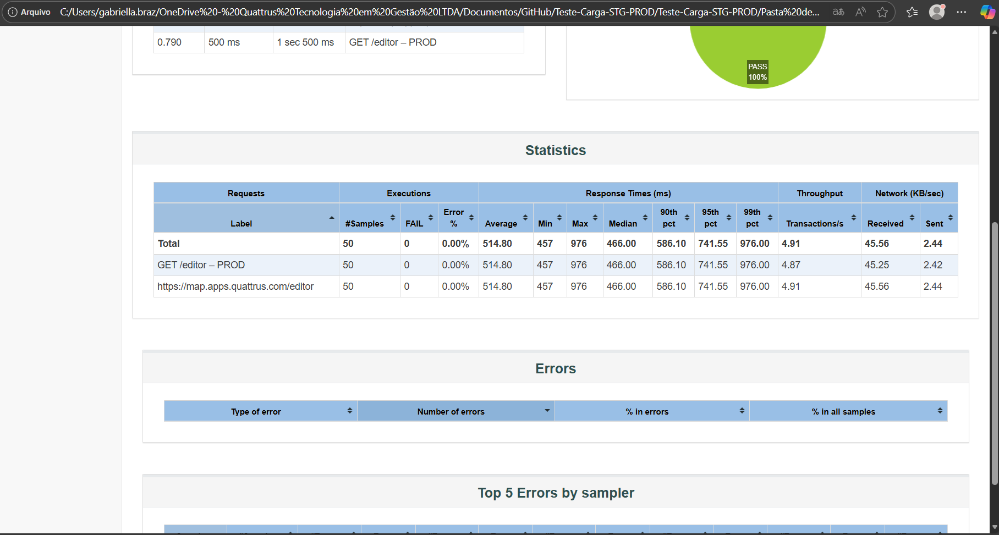 Arquivo C:/Users/gabriella.braz/OneDrive%20-%20Quattrus%20Tecnologia%20em%20Gestão%20LTDA/Documentos/GitHub/Teste-Carga-STG-PROD/Teste-Carga-STG-PROD/Pasta%20de...
0.790 500 ms 1 sec 500 ms GET /editor – PROD
PASS
100%
Statistics
Requests Executions Response Times (ms) Throughput Network (KB/sec)
Label #Samples FAIL Error % Average Min Max Median 90th pct 95th pct 99th pct Transactions/s Received Sent
Total 50 0 0.00% 514.80 457 976 466.00 586.10 741.55 976.00 4.91 45.56 2.44
GET /editor – PROD 50 0 0.00% 514.80 457 976 466.00 586.10 741.55 976.00 4.87 45.25 2.42
https://map.apps.quattrus.com/editor 50 0 0.00% 514.80 457 976 466.00 586.10 741.55 976.00 4.91 45.56 2.44
Errors
Type of error Number of errors % in errors % in all samples
Top 5 Errors by sampler